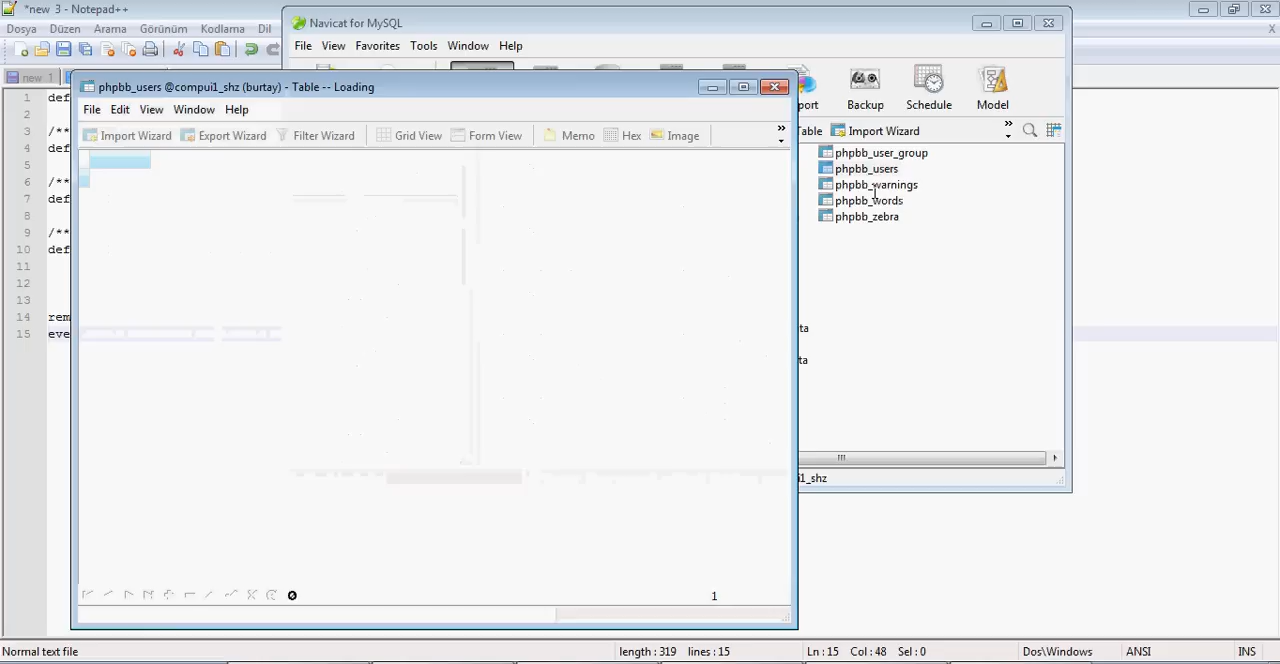 *new 3 - Notepad++
Dosya Düzen Arama Görünüm Kodlama Dil
new 1
1 def
2
3 /**
4 def
5
6 /**
7 def
8
9 /**
10 def
11
12
13
14 rem
15 eve
Navicat for MySQL
File View Favorites Tools Window Help
port Backup Schedule Model
Table Import Wizard »
phpbb_user_group
phpbb_users
phpbb_warnings
phpbb_words
phpbb_zebra
ta
ta
i1_shz
phpbb_users @compui1_shz (burtay) - Table -- Loading
File Edit View Window Help
Import Wizard Export Wizard Filter Wizard Grid View Form View Memo Hex Image »
1
Normal text file length : 319 lines : 15 Ln : 15 Col : 48 Sel : 0 Dos\Windows ANSI INS